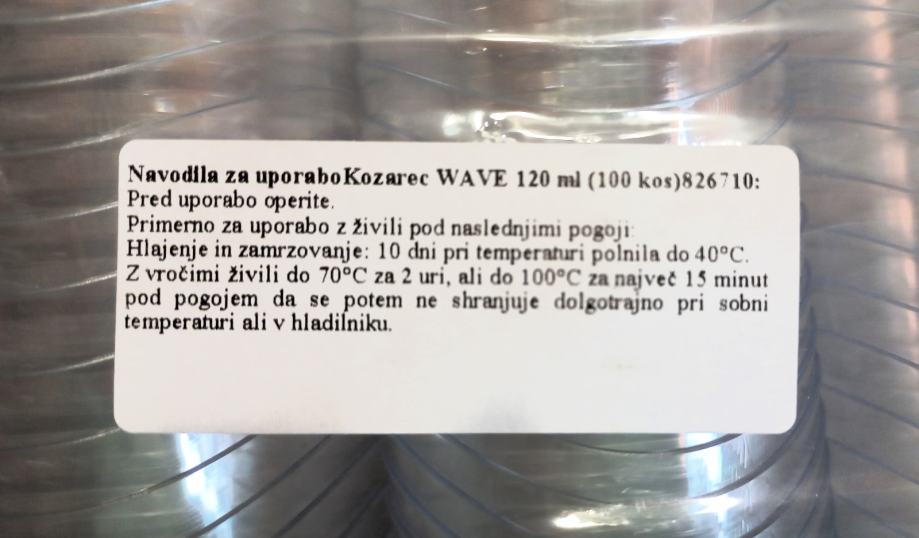 Navodila za uporabo Kozarec WAVE 120 ml (100 kos)826710:
Pred uporabo operite.
Primerno za uporabo z živili pod naslednjimi pogoji:
Hlajenje in zamrzovanje: 10 dni pri temperaturi polnila do 40°C.
Z vročimi živili do 70°C za 2 uri, ali do 100°C za največ 15 minut
pod pogojem da se potem ne shranjuje dolgotrajno pri sobni
temperaturi ali v hladilniku.